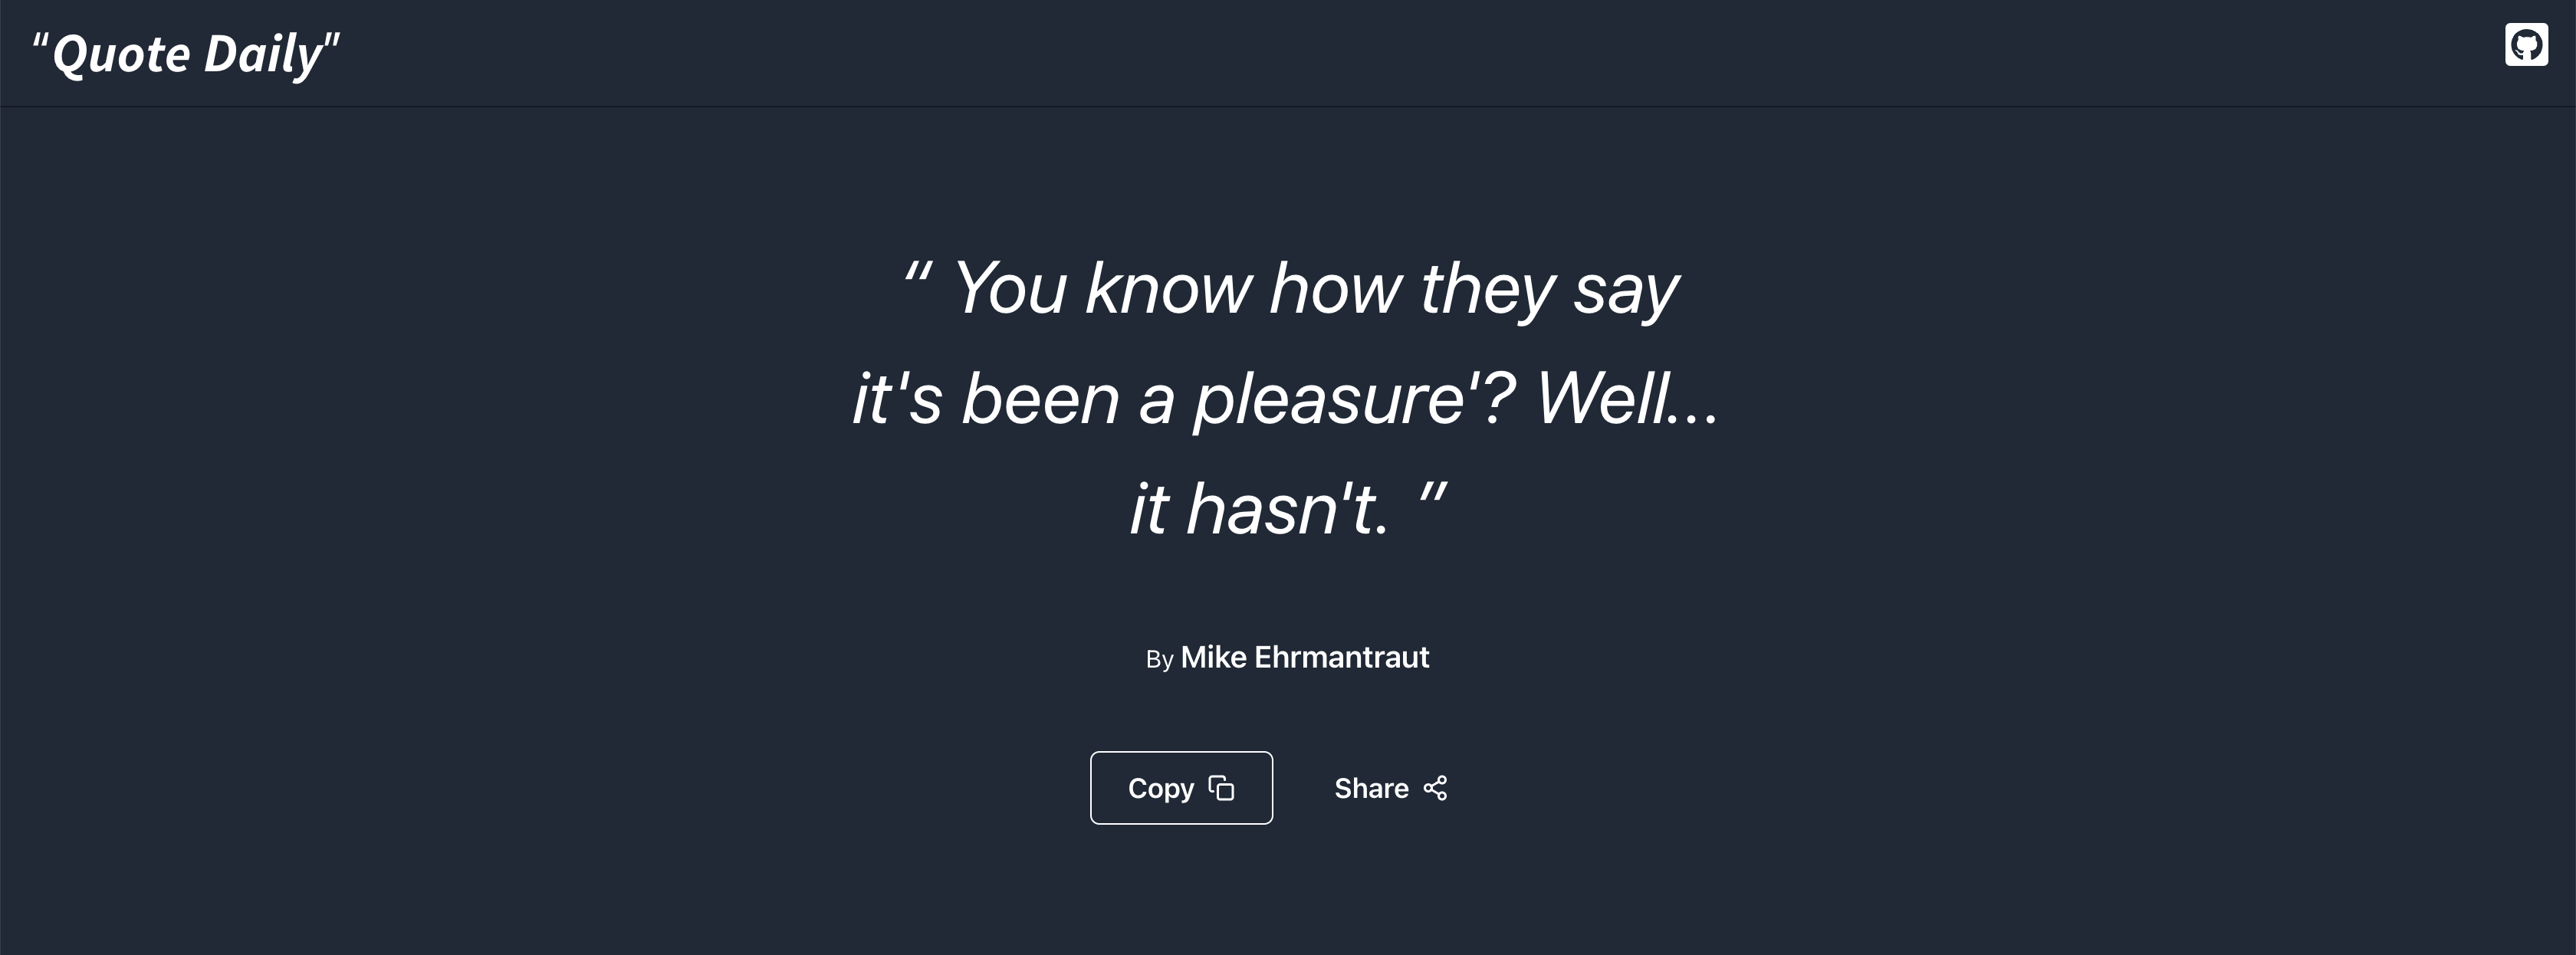 “Quote Daily”
“ You know how they say
it's been a pleasure'? Well...
it hasn't. ”
By Mike Ehrmantraut
Copy
Share